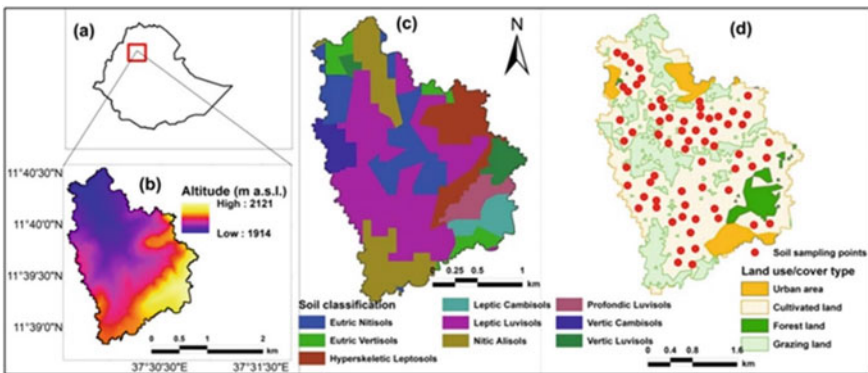 (a)
(b)
Altitude (m a.s.l.)
High : 2121
Low : 1914
11°40'30"N
11°40'0"N
11°39'30"N
11°39'0"N
0 0.5 1 2
km
37°30'30"E 37°31'30"E
(c)
N
0 0.25 0.5 1
km
Soil classification
Eutric Nitisols
Eutric Vertisols
Hyperskeletic Leptosols
Leptic Cambisols
Leptic Luvisols
Nitic Alisols
Profondic Luvisols
Vertic Cambisols
Vertic Luvisols
(d)
Soil sampling points
Land use/cover type
Urban area
Cultivated land
Forest land
Grazing land
0 0.4 0.8 1.6
km